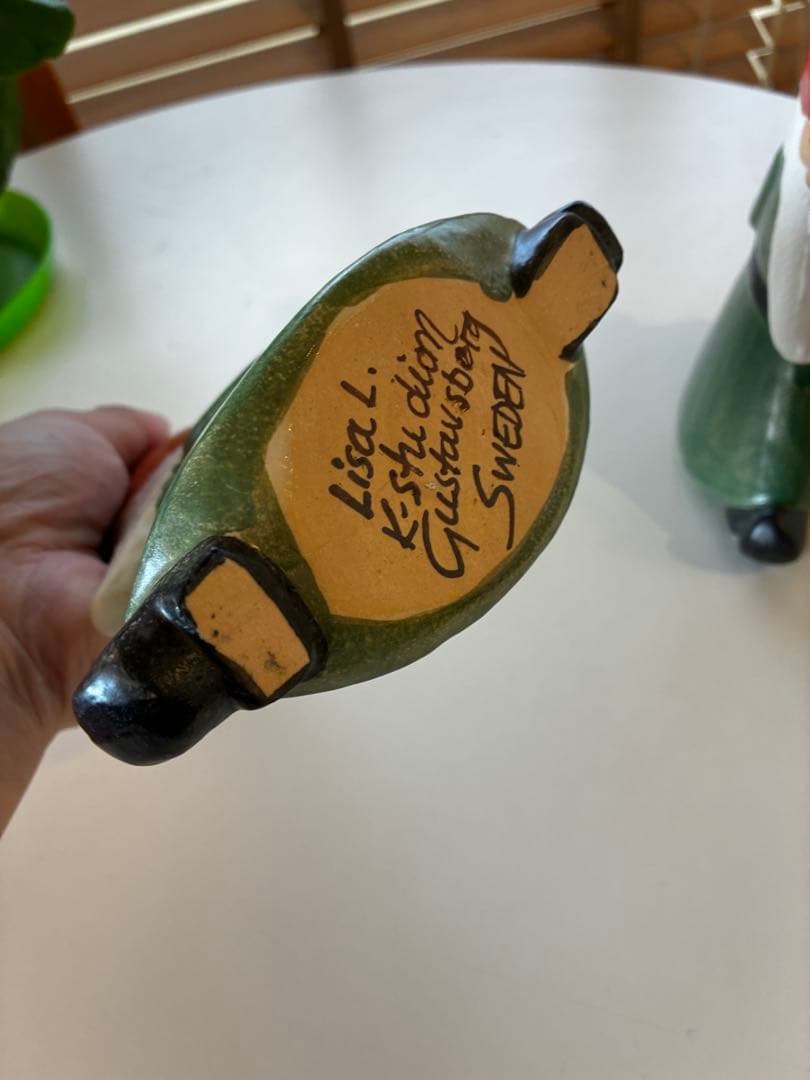 Lisa L.
K-studion
Gustavsberg
SWEDEN